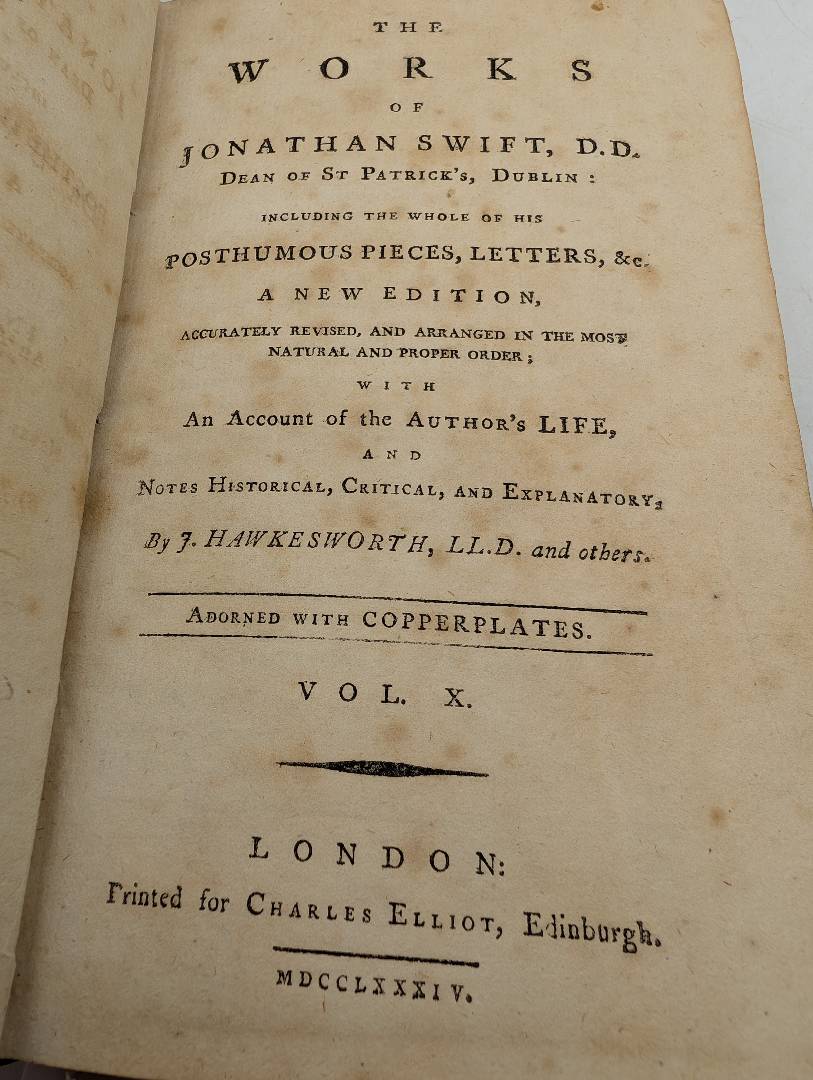 THE
WORKS
OF
JONATHAN SWIFT, D.D.
DEAN OF ST PATRICK's, DUBLIN:
INCLUDING THE WHOLE OF HIS
POSTHUMOUS PIECES, LETTERS, &c.
A NEW EDITION,
ACCURATELY REVISED, AND ARRANGED IN THE MOST
NATURAL AND PROPER ORDER;
WITH
An Account of the AUTHOR's LIFE,
AND
NOTES HISTORICAL, CRITICAL, AND EXPLANATORY,
By J. HAWKESWORTH, LL.D. and others.
ADORNED WITH COPPERPLATES.
VOL. X.
LONDON:
Printed for CHARLES ELLIOT, Edinburgh.
MDCCLXXXIV.